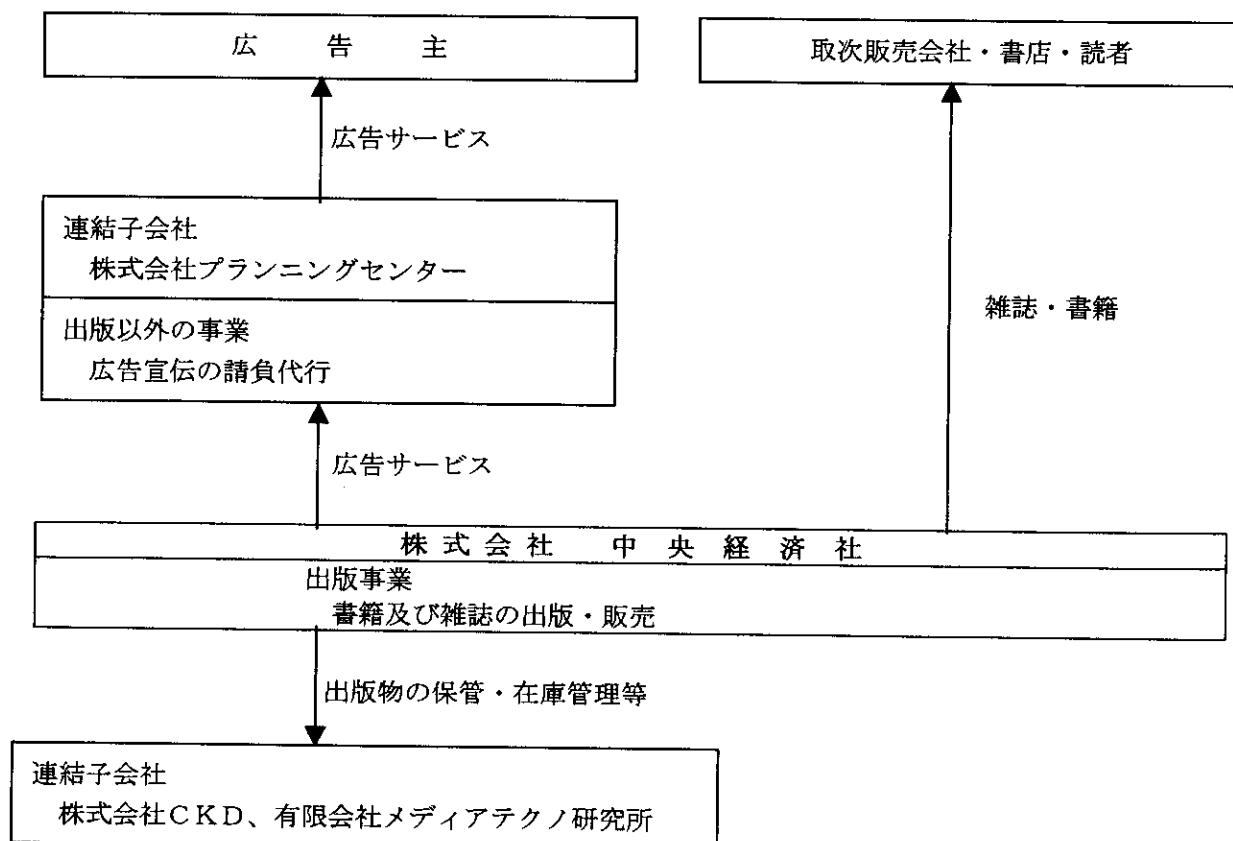 広告主
取次販売会社・書店・読者
広告サービス
連結子会社
株式会社プランニングセンター
出版以外の事業
広告宣伝の請負代行
雑誌・書籍
広告サービス
株式会社 中央経済社
出版事業
書籍及び雑誌の出版・販売
出版物の保管・在庫管理等
連結子会社
株式会社CKD、有限会社メディアテクノ研究所